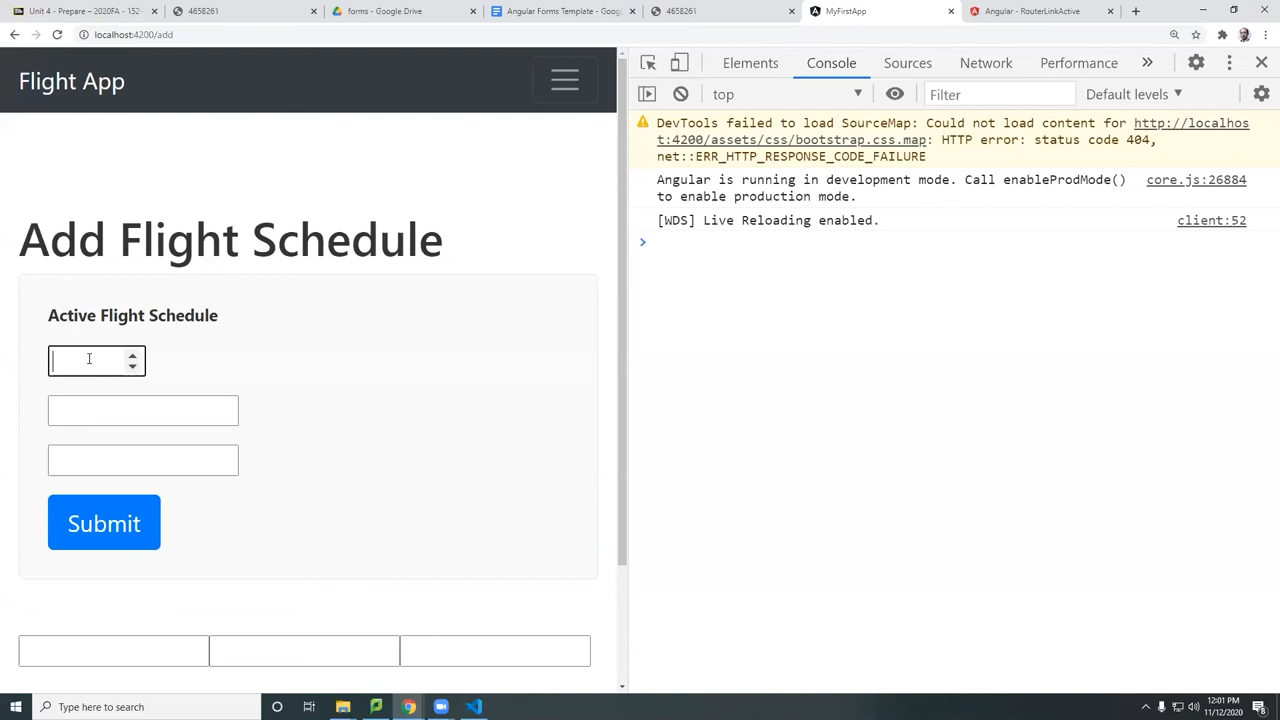 Unit 4 - Prepare – 2020FA - 152-
4658261
forms - Google Drive
Angular Forms Template - Googl
4658261
MyFirstApp
Angular - RouterLinkActive
localhost:4200/add
Flight App
Add Flight Schedule
Active Flight Schedule
Submit
Elements
Console
Sources
Network
Performance
top
Filter
Default levels
DevTools failed to load SourceMap: Could not load content for http://localhos
t:4200/assets/css/bootstrap.css.map: HTTP error: status code 404,
net::ERR_HTTP_RESPONSE_CODE_FAILURE
Angular is running in development mode. Call enableProdMode() core.js:26884
to enable production mode.
[WDS] Live Reloading enabled. client:52
Type here to search
12:01 PM
11/12/2020
8